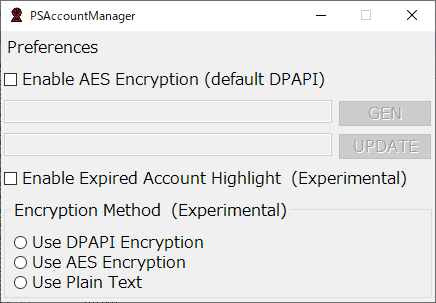 PSAccountManager
Preferences
Enable AES Encryption (default DPAPI)
GEN
UPDATE
Enable Expired Account Highlight (Experimental)
Encryption Method (Experimental)
Use DPAPI Encryption
Use AES Encryption
Use Plain Text